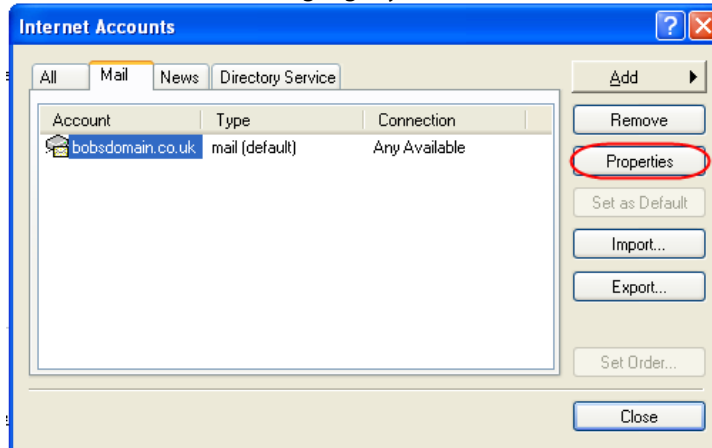 Internet Accounts
All Mail News Directory Service
Add
Account Type Connection
Remove
bobsdomain.co.uk mail (default) Any Available
Properties
Set as Default
Import...
Export...
Set Order...
Close